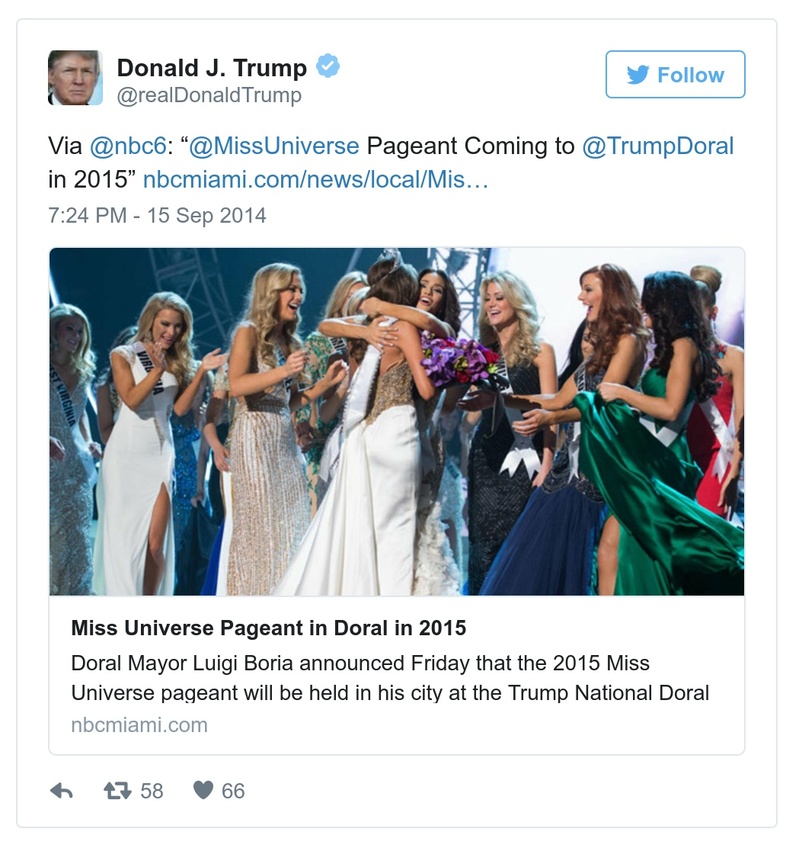 Donald J. Trump
@realDonaldTrump
Follow
Via @nbc6: “@MissUniverse Pageant Coming to @TrumpDoral
in 2015” nbcmiami.com/news/local/Mis…
7:24 PM - 15 Sep 2014
VIRGINIA
ST VIRGINIA
Miss Universe Pageant in Doral in 2015
Doral Mayor Luigi Boria announced Friday that the 2015 Miss
Universe pageant will be held in his city at the Trump National Doral
nbcmiami.com
58
66